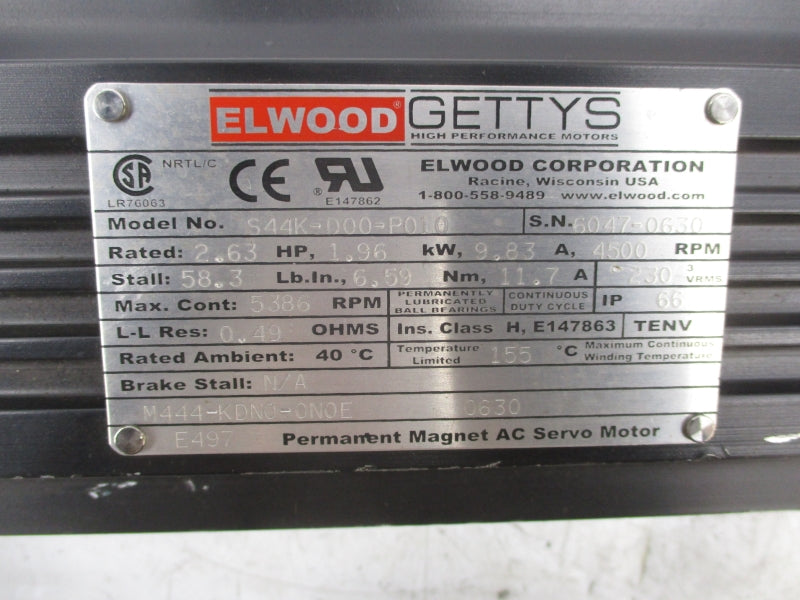 ELWOOD® GETTYS
HIGH PERFORMANCE MOTORS
NRTL/C
LR76063
E147862
ELWOOD CORPORATION
Racine, Wisconsin USA
1-800-558-9489 www.elwood.com
Model No. S44K-D00-P010 S.N. 6047-0630
Rated: 2.63 HP, 1.96 kW, 9.83 A, 4500 RPM
Stall: 58.3 Lb.In., 6.59 Nm, 11.7 A 230 3 VRMS
Max. Cont: 5386 RPM PERMANENTLY LUBRICATED BALL BEARINGS CONTINUOUS DUTY CYCLE IP 66
L-L Res: 0.49 OHMS Ins. Class H, E147863 TENV
Rated Ambient: 40 °C Temperature Limited 155 °C Maximum Continuous Winding Temperature
Brake Stall: N/A
M444-KDN0-0N0E 0630
E497 Permanent Magnet AC Servo Motor